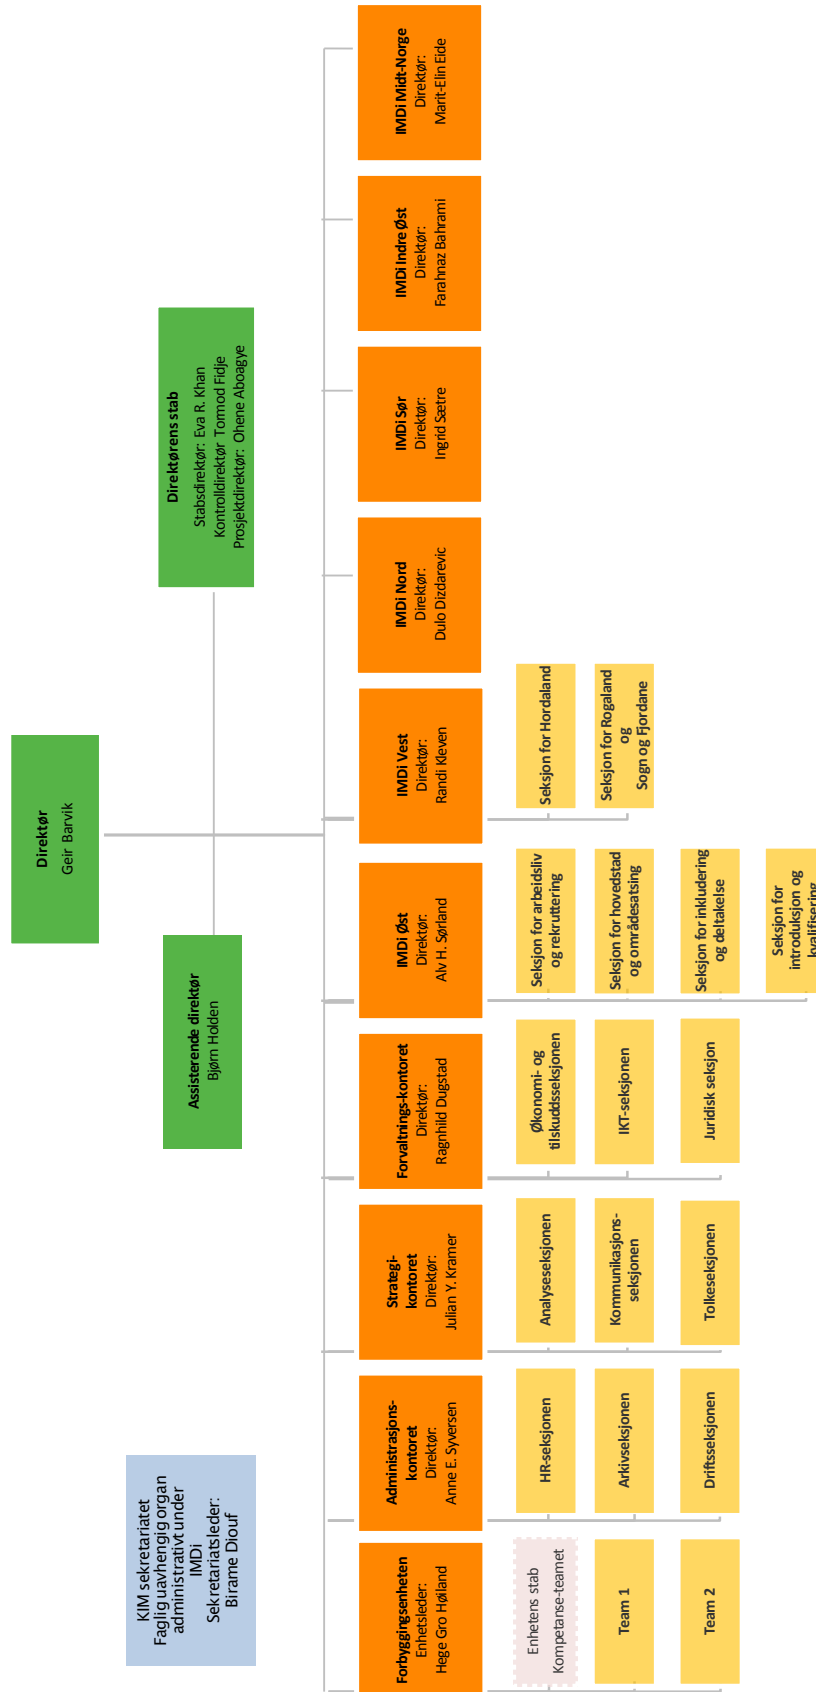 Direktør
Geir Barvik
Assisterende direktør
Bjørn Holden
Direktørens stab
Stabsdirektør: Eva R. Khan
Kontrolldirektør Tormod Fidje
Prosjektdirektør: Ohene Aboagye
KIM sekretariatet
Faglig uavhengig organ
administrativt under
IMDi
Sekretariatsleder:
Birame Diouf
Forbyggingsenheten
Enhetsleder:
Hege Gro Høiland
Enhetens stab
Kompetanse-teamet
Team 1
Team 2
Administrasjons-
kontoret
Direktør:
Anne E. Syversen
HR-seksjonen
Arkivseksjonen
Driftsseksjonen
Strategi-
kontoret
Direktør:
Julian Y. Kramer
Analyseseksjonen
Kommunikasjons-
seksjonen
Tolkeseksjonen
Forvaltnings-kontoret
Direktør:
Ragnhild Dugstad
Økonomi- og
tilskuddsseksjonen
IKT-seksjonen
Juridisk seksjon
IMDi Øst
Direktør:
Alv H. Sørland
Seksjon for arbeidsliv
og rekruttering
Seksjon for hovedstad
og områdesatsing
Seksjon for inkludering
og deltakelse
Seksjon for
introduksjon og
kvalifisering
IMDi Vest
Direktør:
Randi Kleven
Seksjon for Hordaland
Seksjon for Rogaland
og
Sogn og Fjordane
IMDi Nord
Direktør:
Dulo Dizdarevic
IMDi Sør
Direktør:
Ingrid Sætre
IMDi Indre Øst
Direktør:
Farahnaz Bahrami
IMDi Midt-Norge
Direktør:
Marit-Elin Eide